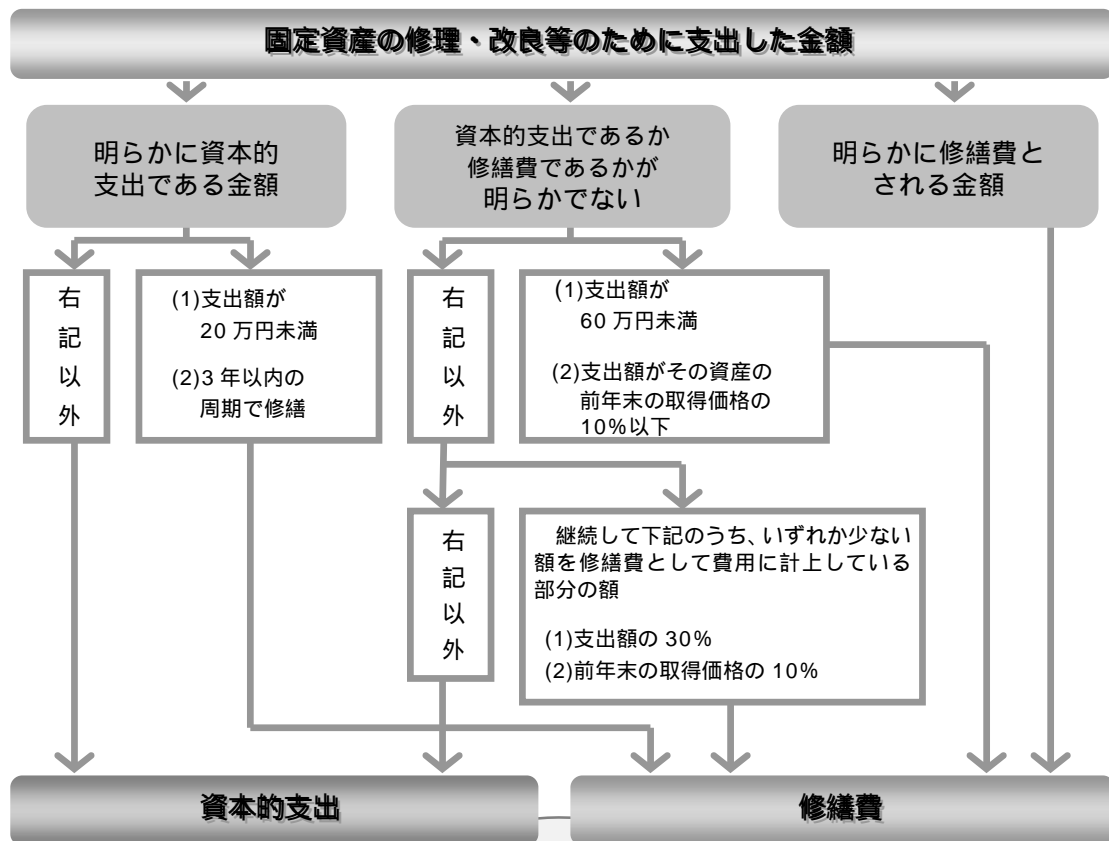 固定資産の修理・改良等のために支出した金額
明らかに資本的
支出である金額
資本的支出であるか
修繕費であるかが
明らかでない
明らかに修繕費と
される金額
右
記
以
外
(1)支出額が
20 万円未満
(2)3 年以内の
周期で修繕
右
記
以
外
(1)支出額が
60 万円未満
(2)支出額がその資産の
前年末の取得価格の
10%以下
右
記
以
外
継続して下記のうち、いずれか少ない
額を修繕費として費用に計上している
部分の額
(1)支出額の 30%
(2)前年末の取得価格の 10%
資本的支出
修繕費